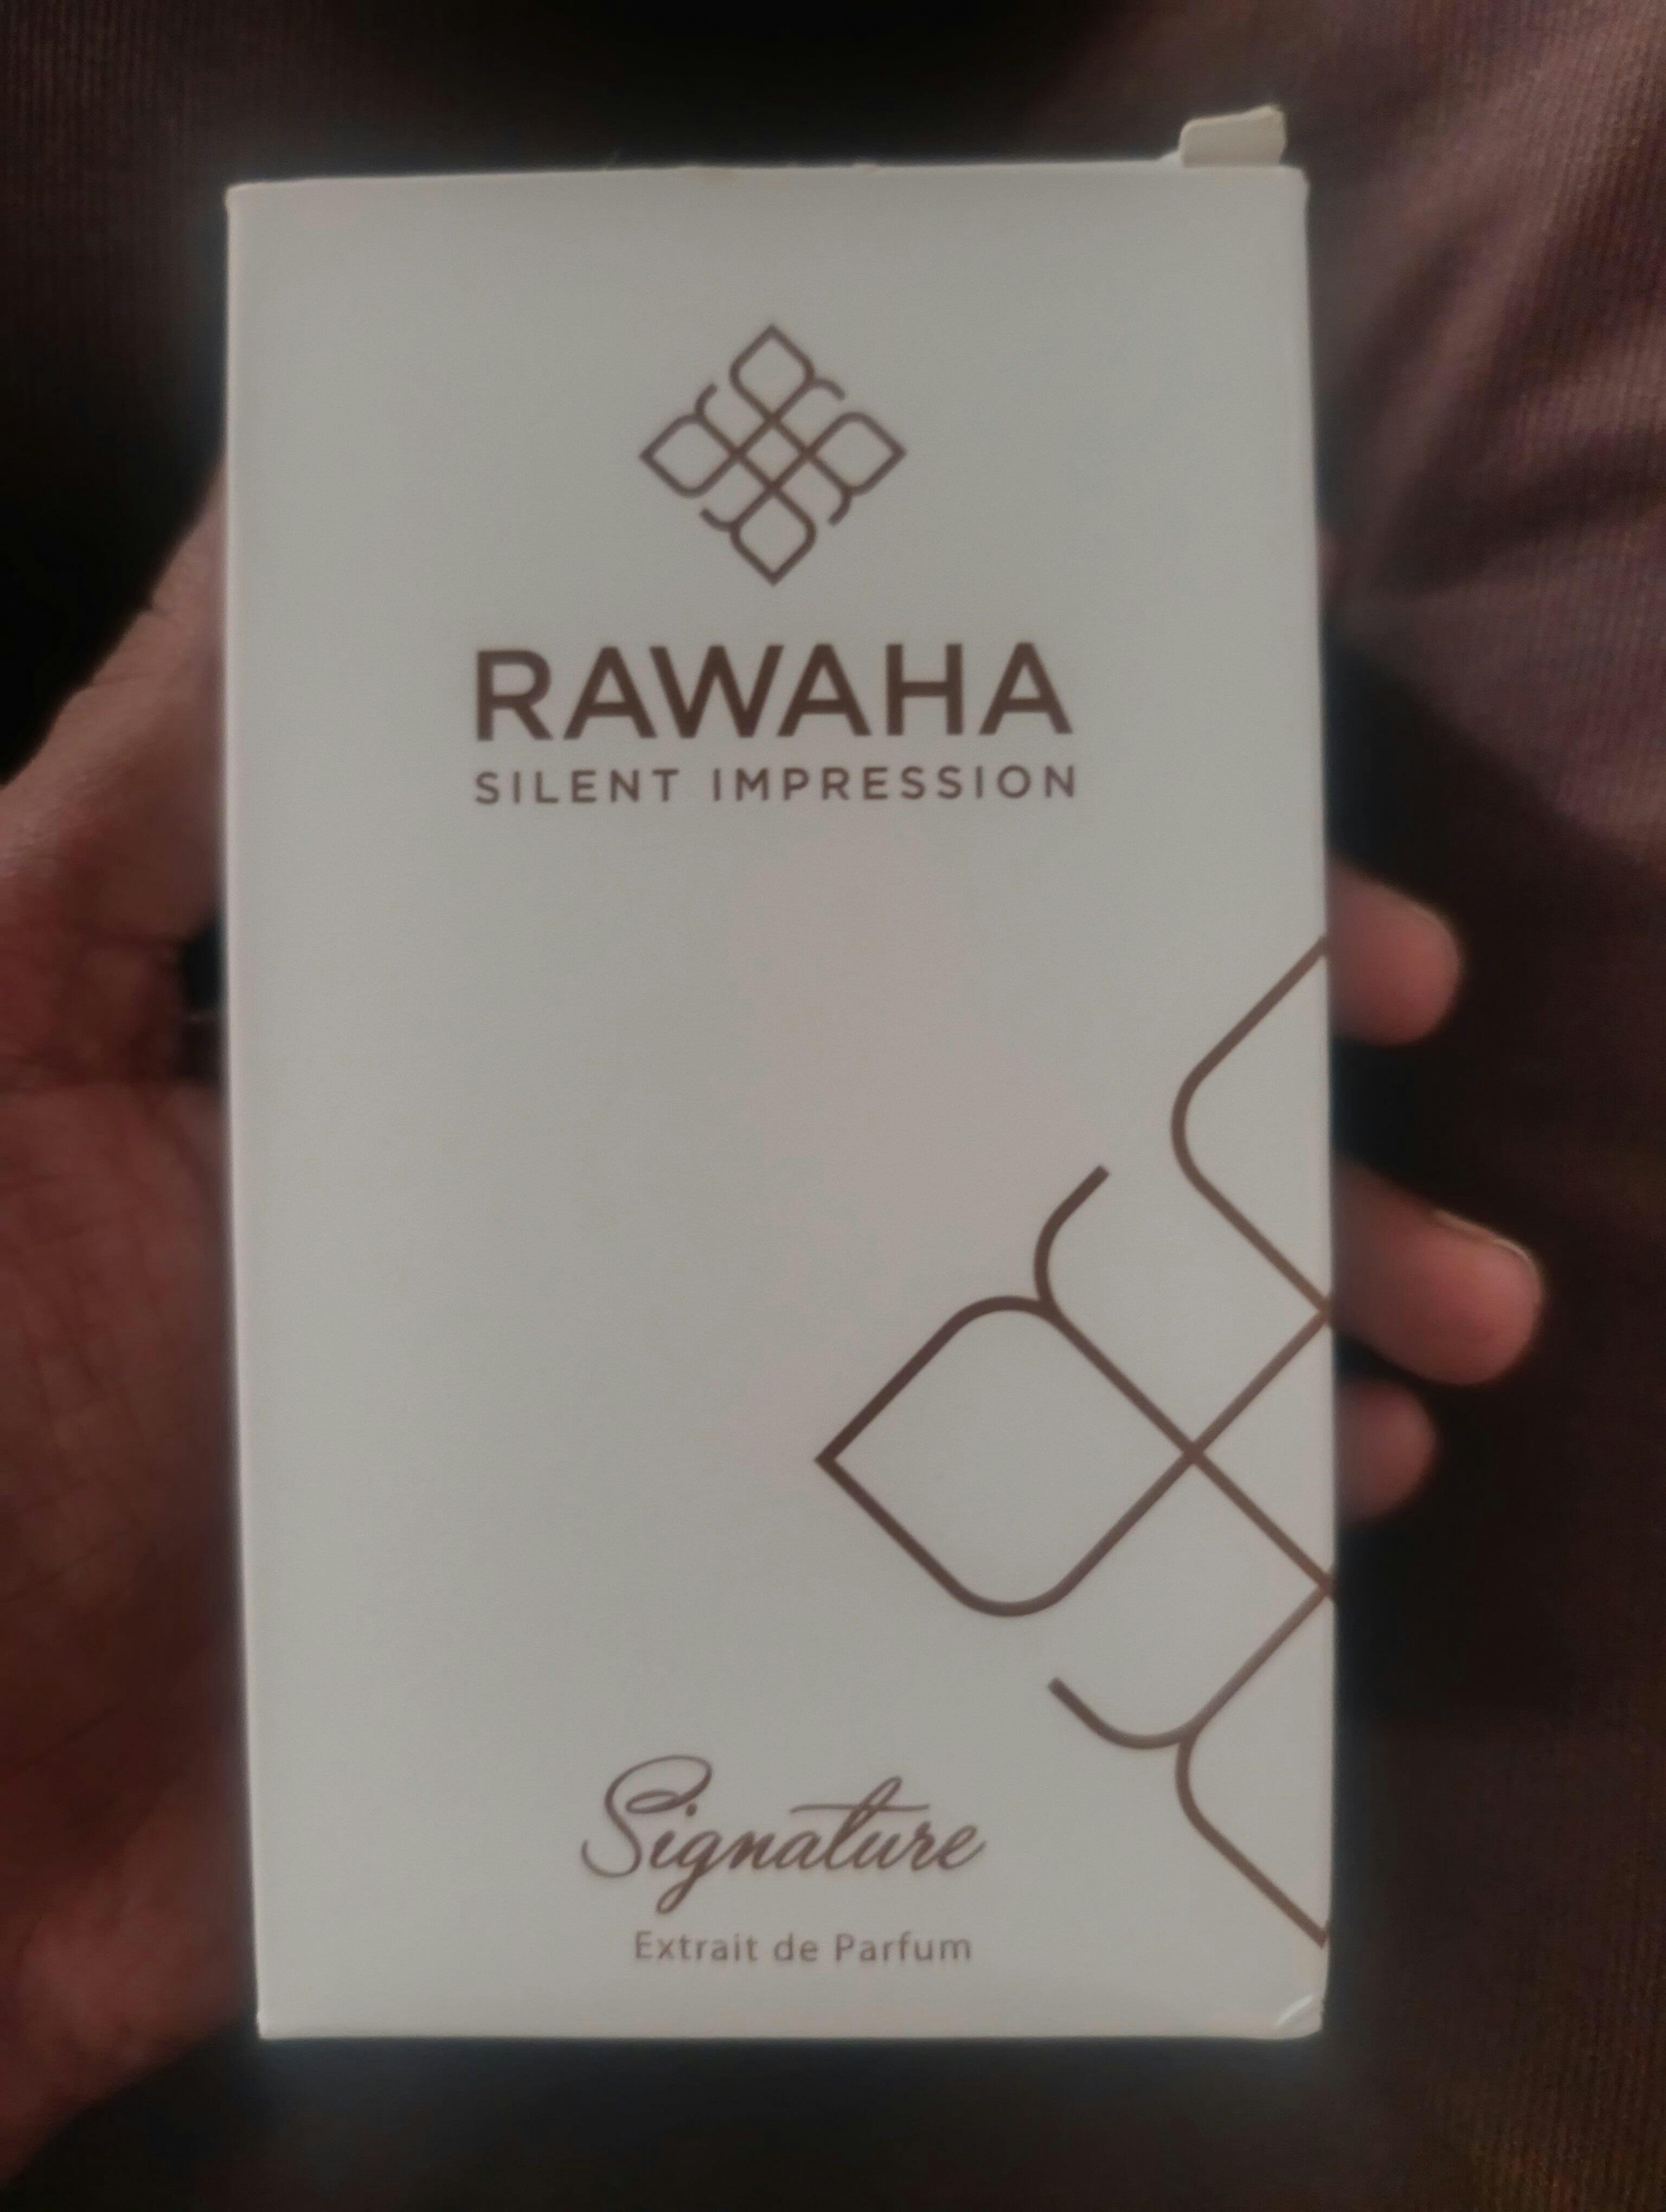 RAWAHA
SILENT IMPRESSION
Signature
Extrait de Parfum